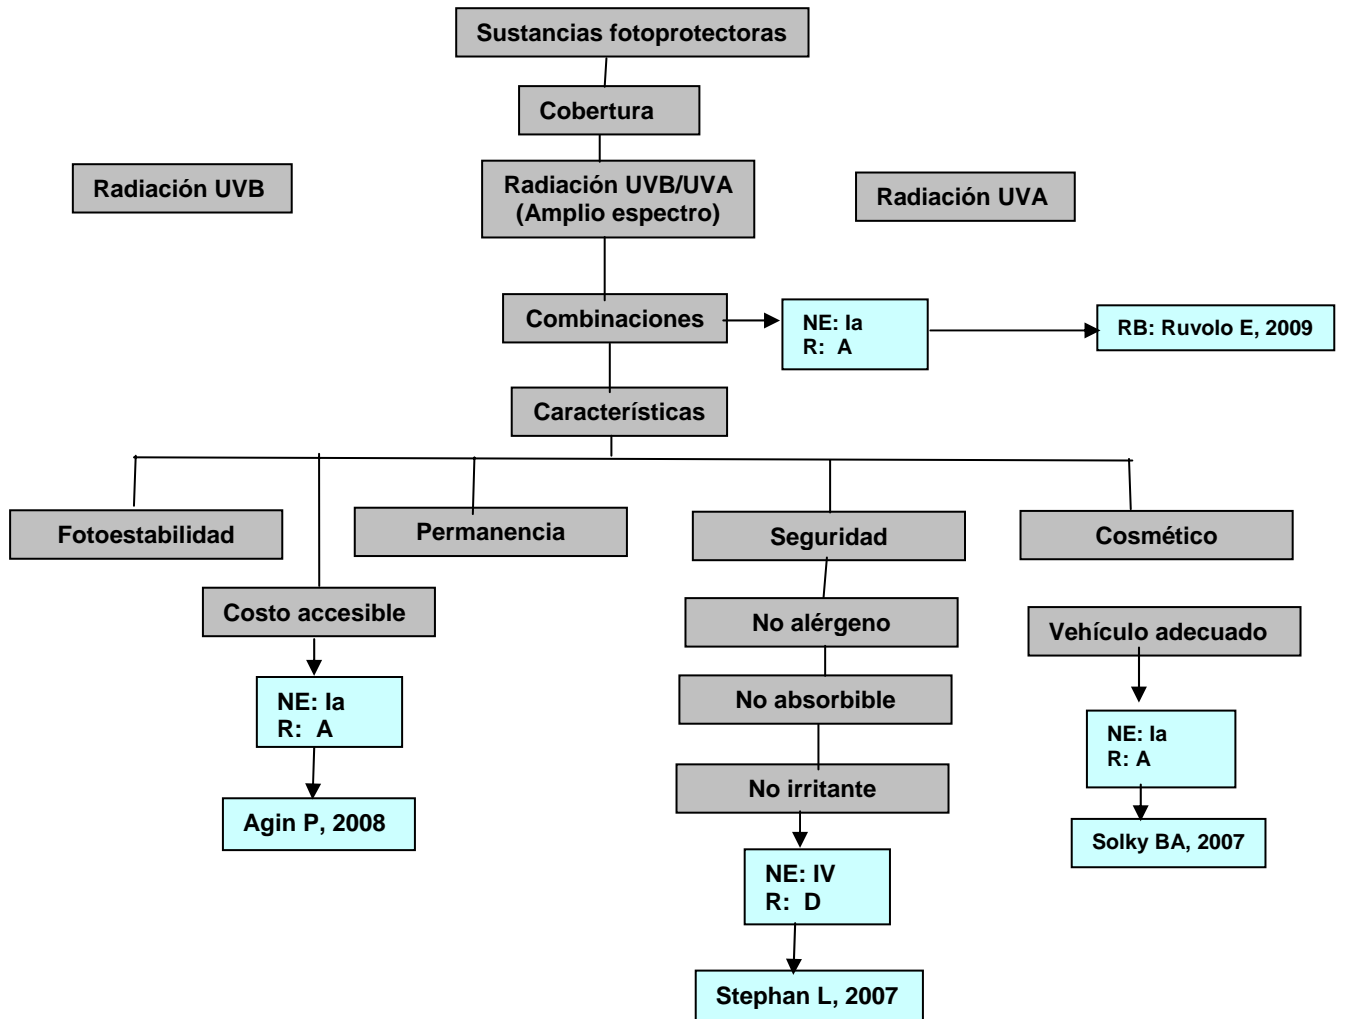 Sustancias fotoprotectoras
Cobertura
Radiación UVB
Radiación UVB/UVA
(Amplio espectro)
Radiación UVA
Combinaciones
NE: Ia
R: A
RB: Ruvolo E, 2009
Características
Fotoestabilidad
Permanencia
Seguridad
Cosmético
Costo accesible
No alérgeno
Vehículo adecuado
NE: Ia
R: A
No absorbible
NE: Ia
R: A
No irritante
Agin P, 2008
Solky BA, 2007
NE: IV
R: D
Stephan L, 2007